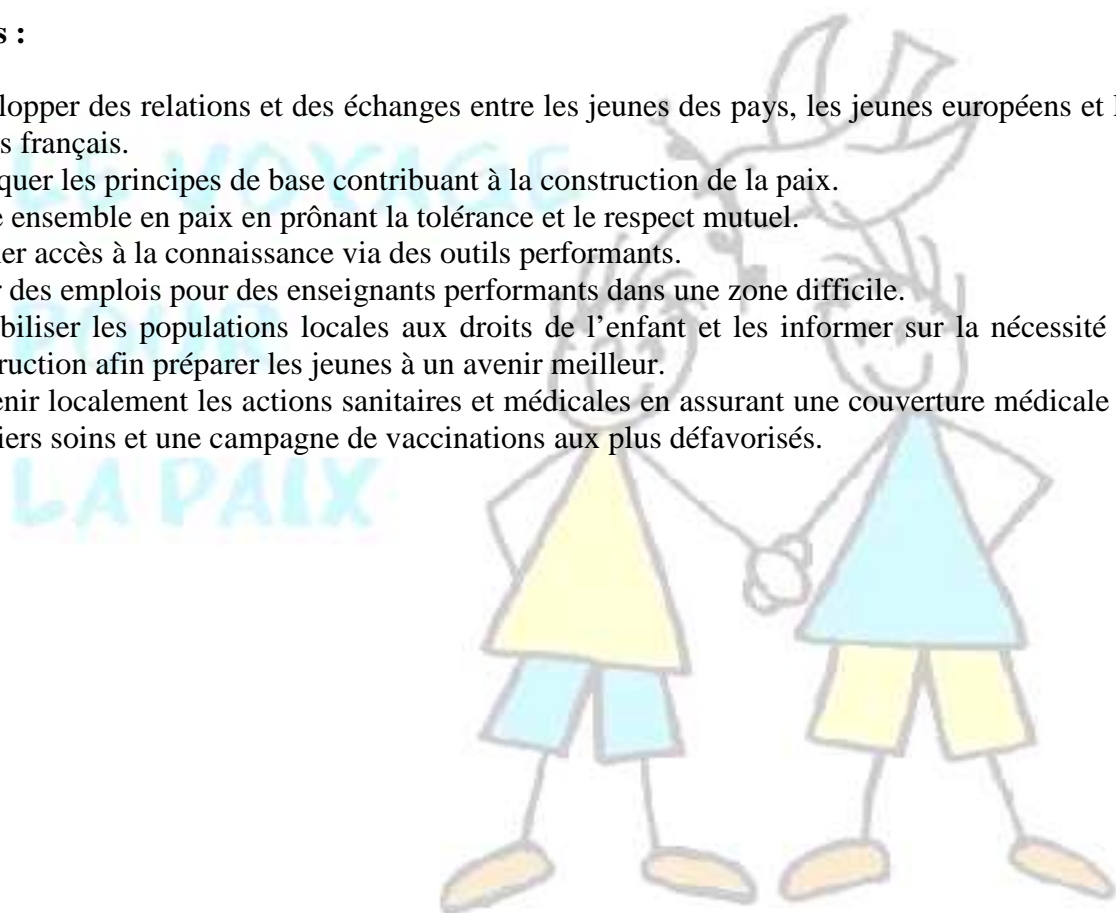 s :
lopper des relations et des échanges entre les jeunes des pays, les jeunes européens et l
s français.
quer les principes de base contribuant à la construction de la paix.
e ensemble en paix en prônant la tolérance et le respect mutuel.
er accès à la connaissance via des outils performants.
r des emplois pour des enseignants performants dans une zone difficile.
biliser les populations locales aux droits de l’enfant et les informer sur la nécessité
ruction afin préparer les jeunes à un avenir meilleur.
enir localement les actions sanitaires et médicales en assurant une couverture médicale
iers soins et une campagne de vaccinations aux plus défavorisés.
LE VOYAGE
POUR
LA PAIX